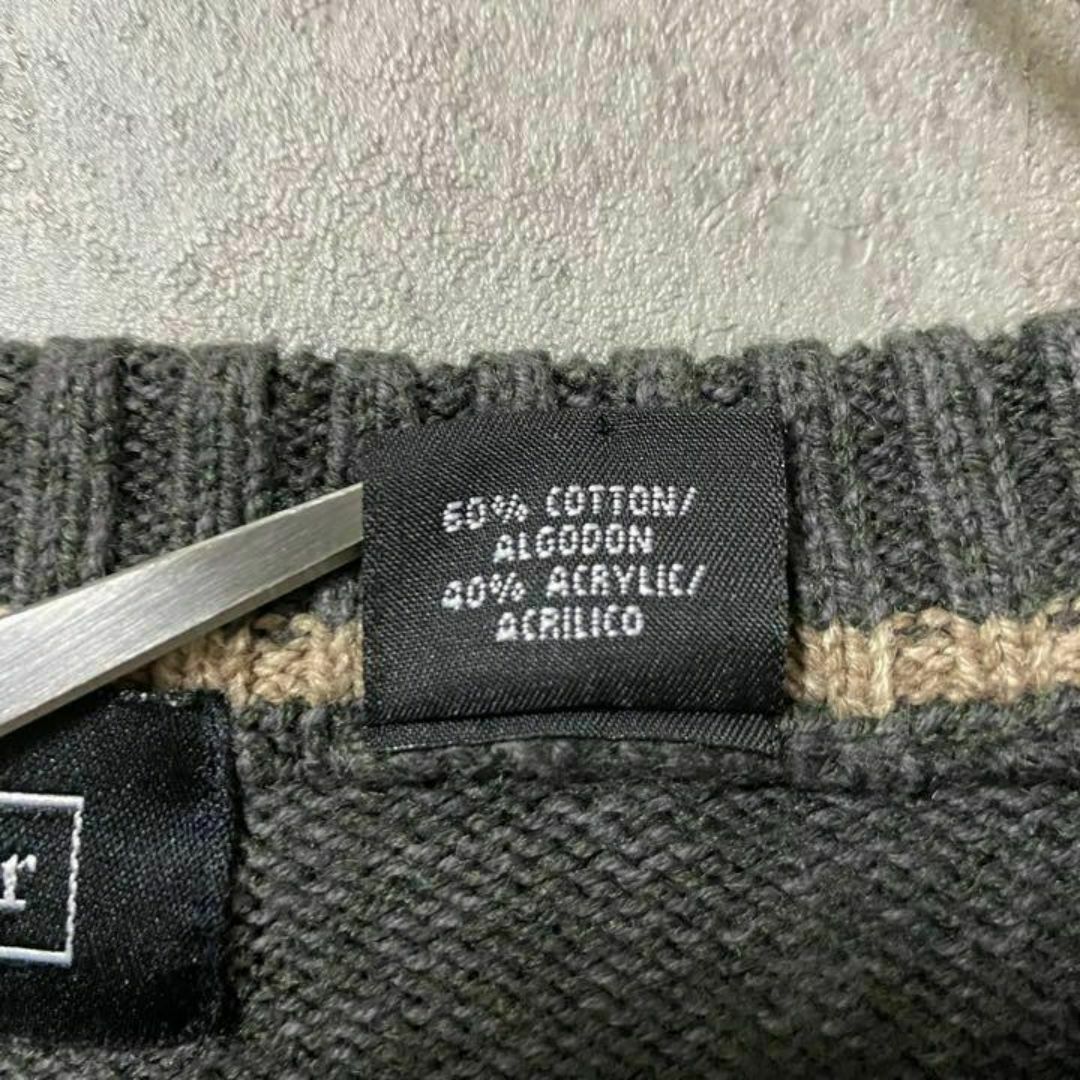 60% COTTON/
ALGODON
40% ACRYLIC/
ACRILICO
r